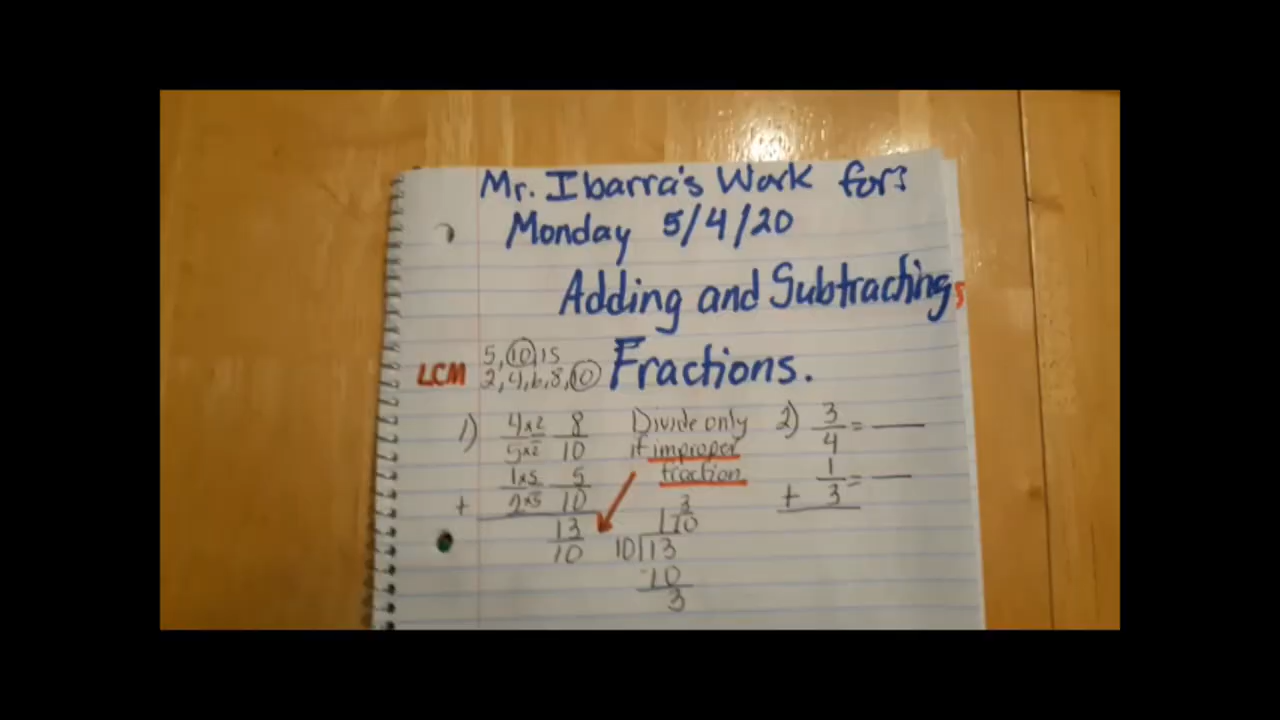 Mr. Ibarra's Work for:
Monday 5/4/20
Adding and Subtracting
Fractions.
LCM
5, 10, 15
2, 4, 6, 8, 10
1) 4x2 8
5x2 10
1x5 5
+ 2x5 10
13
10
Divide only
if improper
fraction.
1 3
10
10 13
-10
3
2) 3 = __
4
1 = __
+ 3